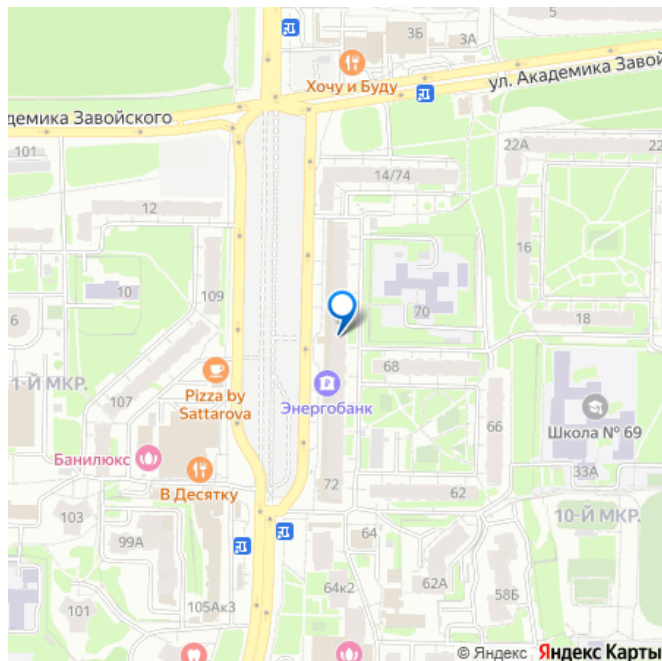 5
3Б
3А
Хочу и Буду
ул. Академика Завой
демика Завойского
101
22А
22
14/74
12
16
10
109
70
6
18
68
1-Й МКР.
Pizza by
Sattarova
107
Энергобанк
66
Школа № 69
Банилюкс
33А
В Десятку
72
62
103
10-Й МКР.
99А
64
101
62А
64к2
58Б
105Ак3
© Яндекс Яндекс Карты